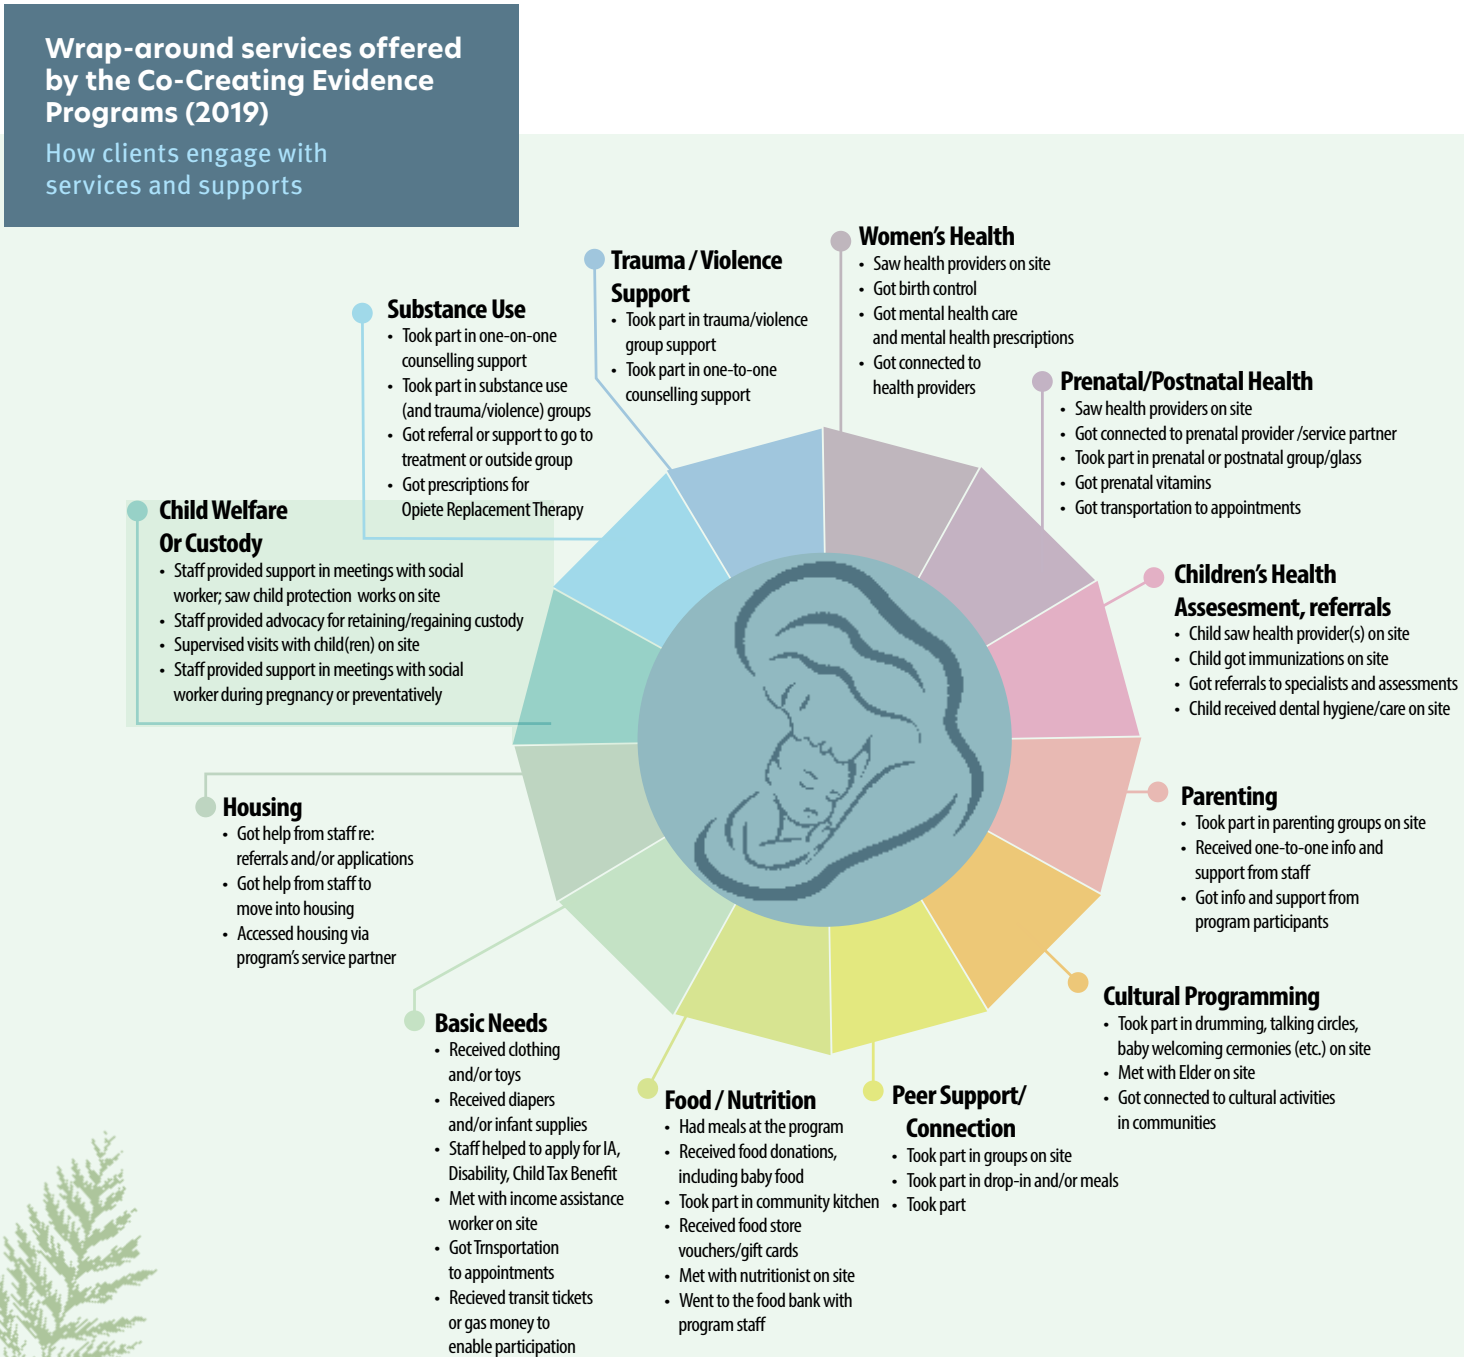 Wrap-around services offered
by the Co-Creating Evidence
Programs (2019)
How clients engage with
services and supports
Women's Health
• Saw health providers on site
• Got birth control
• Got mental health care
and mental health prescriptions
• Got connected to
health providers
Trauma / Violence
Support
• Took part in trauma/violence
group support
• Took part in one-to-one
counselling support
Substance Use
• Took part in one-on-one
counselling support
• Took part in substance use
(and trauma/violence) groups
• Got referral or support to go to
treatment or outside group
• Got prescriptions for
Opiete Replacement Therapy
Prenatal/Postnatal Health
• Saw health providers on site
• Got connected to prenatal provider /service partner
• Took part in prenatal or postnatal group/glass
• Got prenatal vitamins
• Got transportation to appointments
Child Welfare
Or Custody
• Staff provided support in meetings with social
worker; saw child protection works on site
• Staff provided advocacy for retaining/regaining custody
• Supervised visits with child(ren) on site
• Staff provided support in meetings with social
worker during pregnancy or preventatively
Children's Health
Assesesment, referrals
• Child saw health provider(s) on site
• Child got immunizations on site
• Got referrals to specialists and assessments
• Child received dental hygiene/care on site
Housing
• Got help from staff re:
referrals and/or applications
• Got help from staff to
move into housing
• Accessed housing via
program's service partner
Parenting
• Took part in parenting groups on site
• Received one-to-one info and
support from staff
• Got info and support from
program participants
Cultural Programming
• Took part in drumming, talking circles,
baby welcoming cermonies (etc.) on site
• Met with Elder on site
• Got connected to cultural activities
in communities
Basic Needs
• Received clothing
and/or toys
• Received diapers
and/or infant supplies
• Staff helped to apply for IA,
Disability, Child Tax Benefit
• Met with income assistance
worker on site
• Got Trnsportation
to appointments
• Recieved transit tickets
or gas money to
enable participation
Food / Nutrition
• Had meals at the program
• Received food donations,
including baby food
• Took part in community kitchen
• Received food store
vouchers/gift cards
• Met with nutritionist on site
• Went to the food bank with
program staff
Peer Support/
Connection
• Took part in groups on site
• Took part in drop-in and/or meals
• Took part